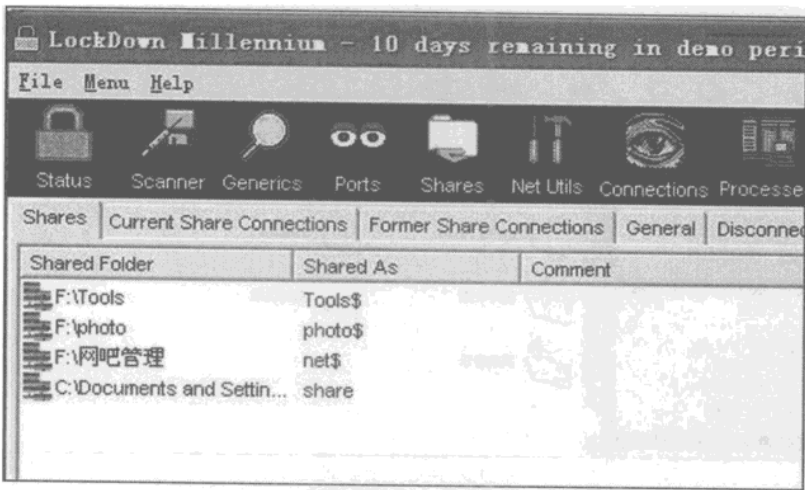 LockDown Millennium - 10 days remaining in demo peri
File Menu Help
Status Scanner Generics Ports Shares Net Utils Connections Processe
Shares Current Share Connections Former Share Connections General Disconnec
Shared Folder Shared As Comment
F:\Tools Tools$
F:\photo photo$
F:\网吧管理 net$
C:\Documents and Settin... share